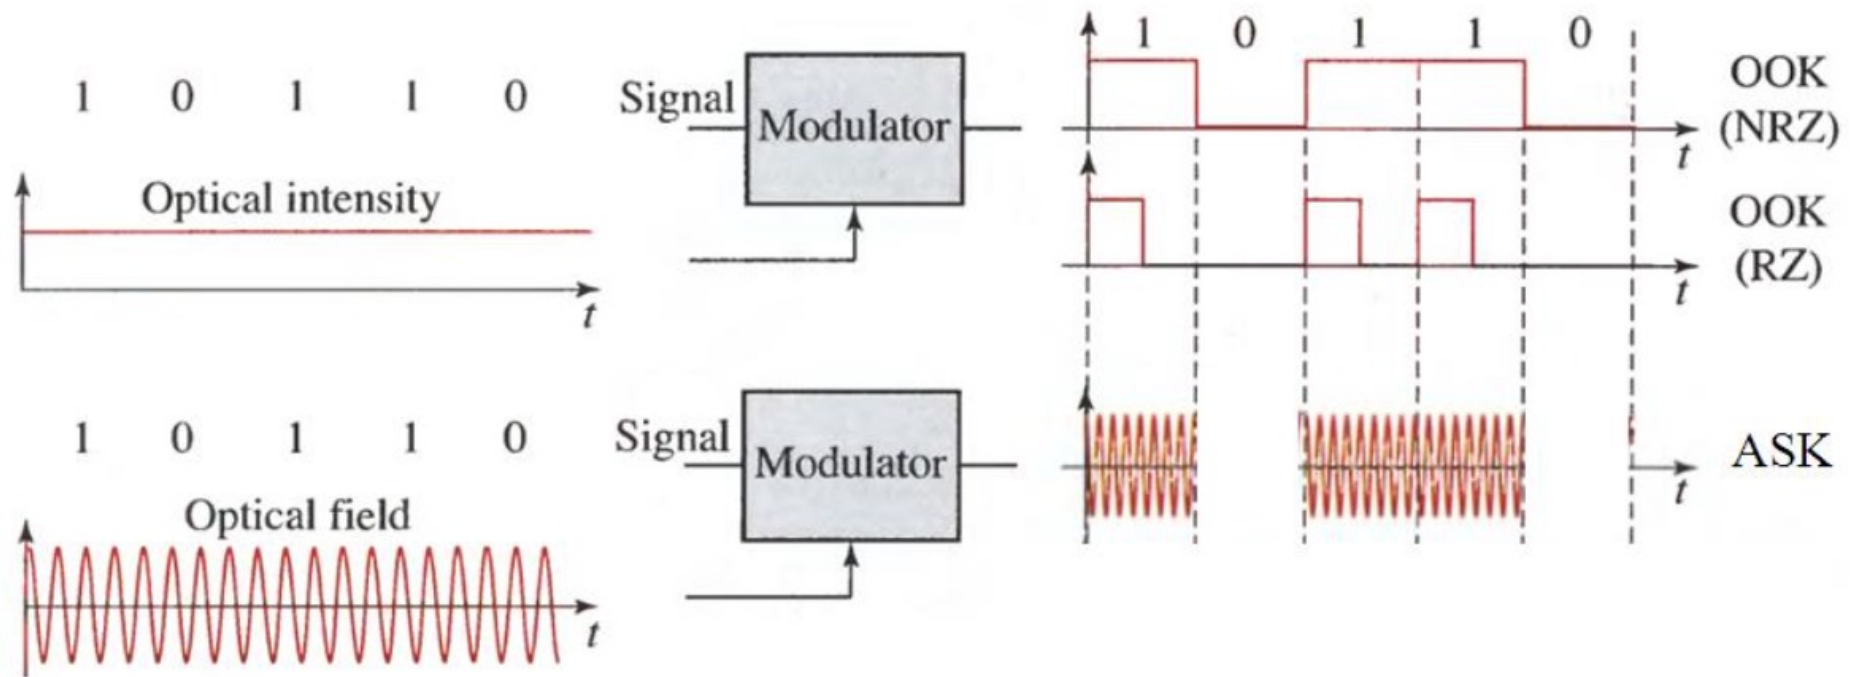 1 0 1 1 0
Signal
Modulator
Optical intensity
t
1 0 1 1 0
OOK
(NRZ)
t
OOK
(RZ)
t
1 0 1 1 0
Signal
Modulator
Optical field
t
ASK
t